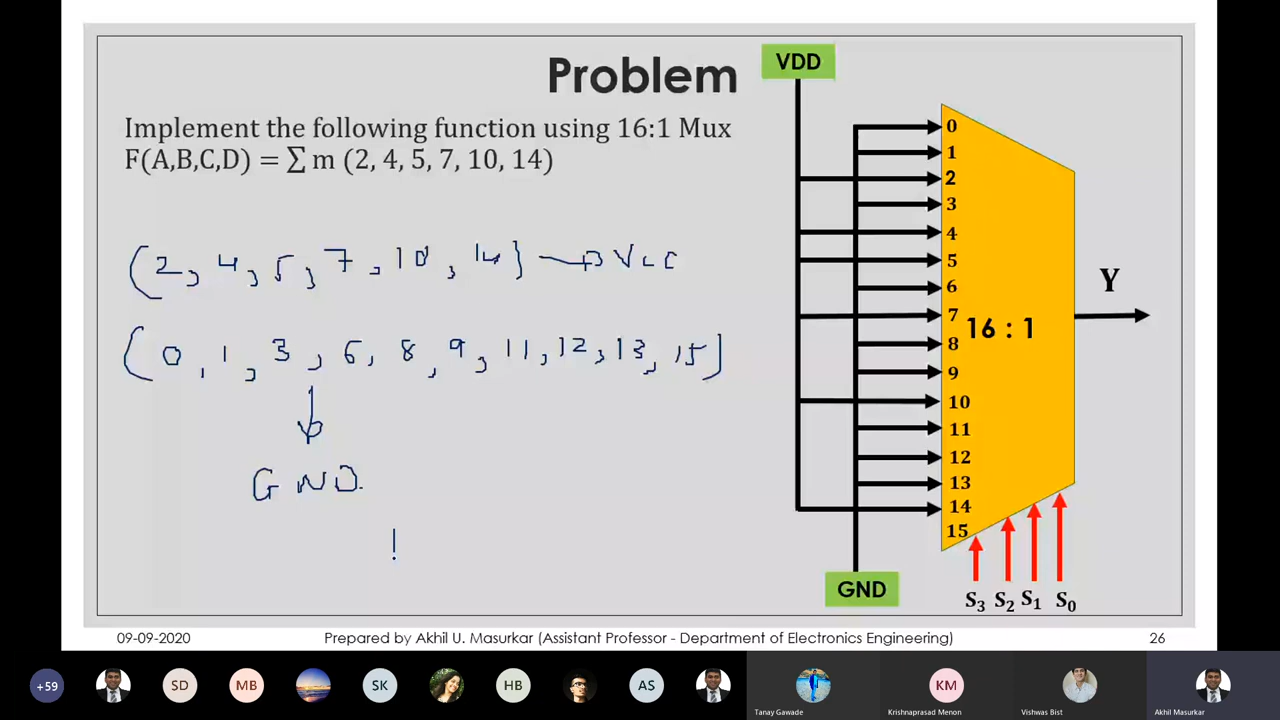 Problem
Implement the following function using 16:1 Mux
F(A,B,C,D) = ∑ m (2, 4, 5, 7, 10, 14)
(2, 4, 5, 7, 10, 14) → Vcc
(0, 1, 3, 6, 8, 9, 11, 12, 13, 15)
GND
VDD
0
1
2
3
4
5
6
7
8
9
10
11
12
13
14
15
16 : 1
Y
GND
S3 S2 S1 S0
09-09-2020
Prepared by Akhil U. Masurkar (Assistant Professor - Department of Electronics Engineering)
26
+59
SD
MB
SK
HB
AS
KM
Tanay Gawade
Krishnaprasad Menon
Vishwas Bist
Akhil Masurkar